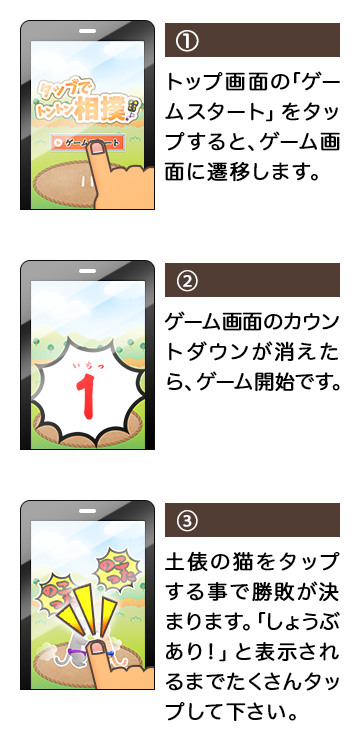 ①
トップ画面の「ゲー
ムスタート」をタッ
プすると、ゲーム画
面に遷移します。
タップで
トントン相撲
ゲームスタート
②
ゲーム画面のカウン
トダウンが消えた
ら、ゲーム開始です。
いちっ
1
③
土俵の猫をタップ
する事で勝敗が決
まります。「しょうぶ
あり！」と表示され
るまでたくさんタッ
プして下さい。
のこ